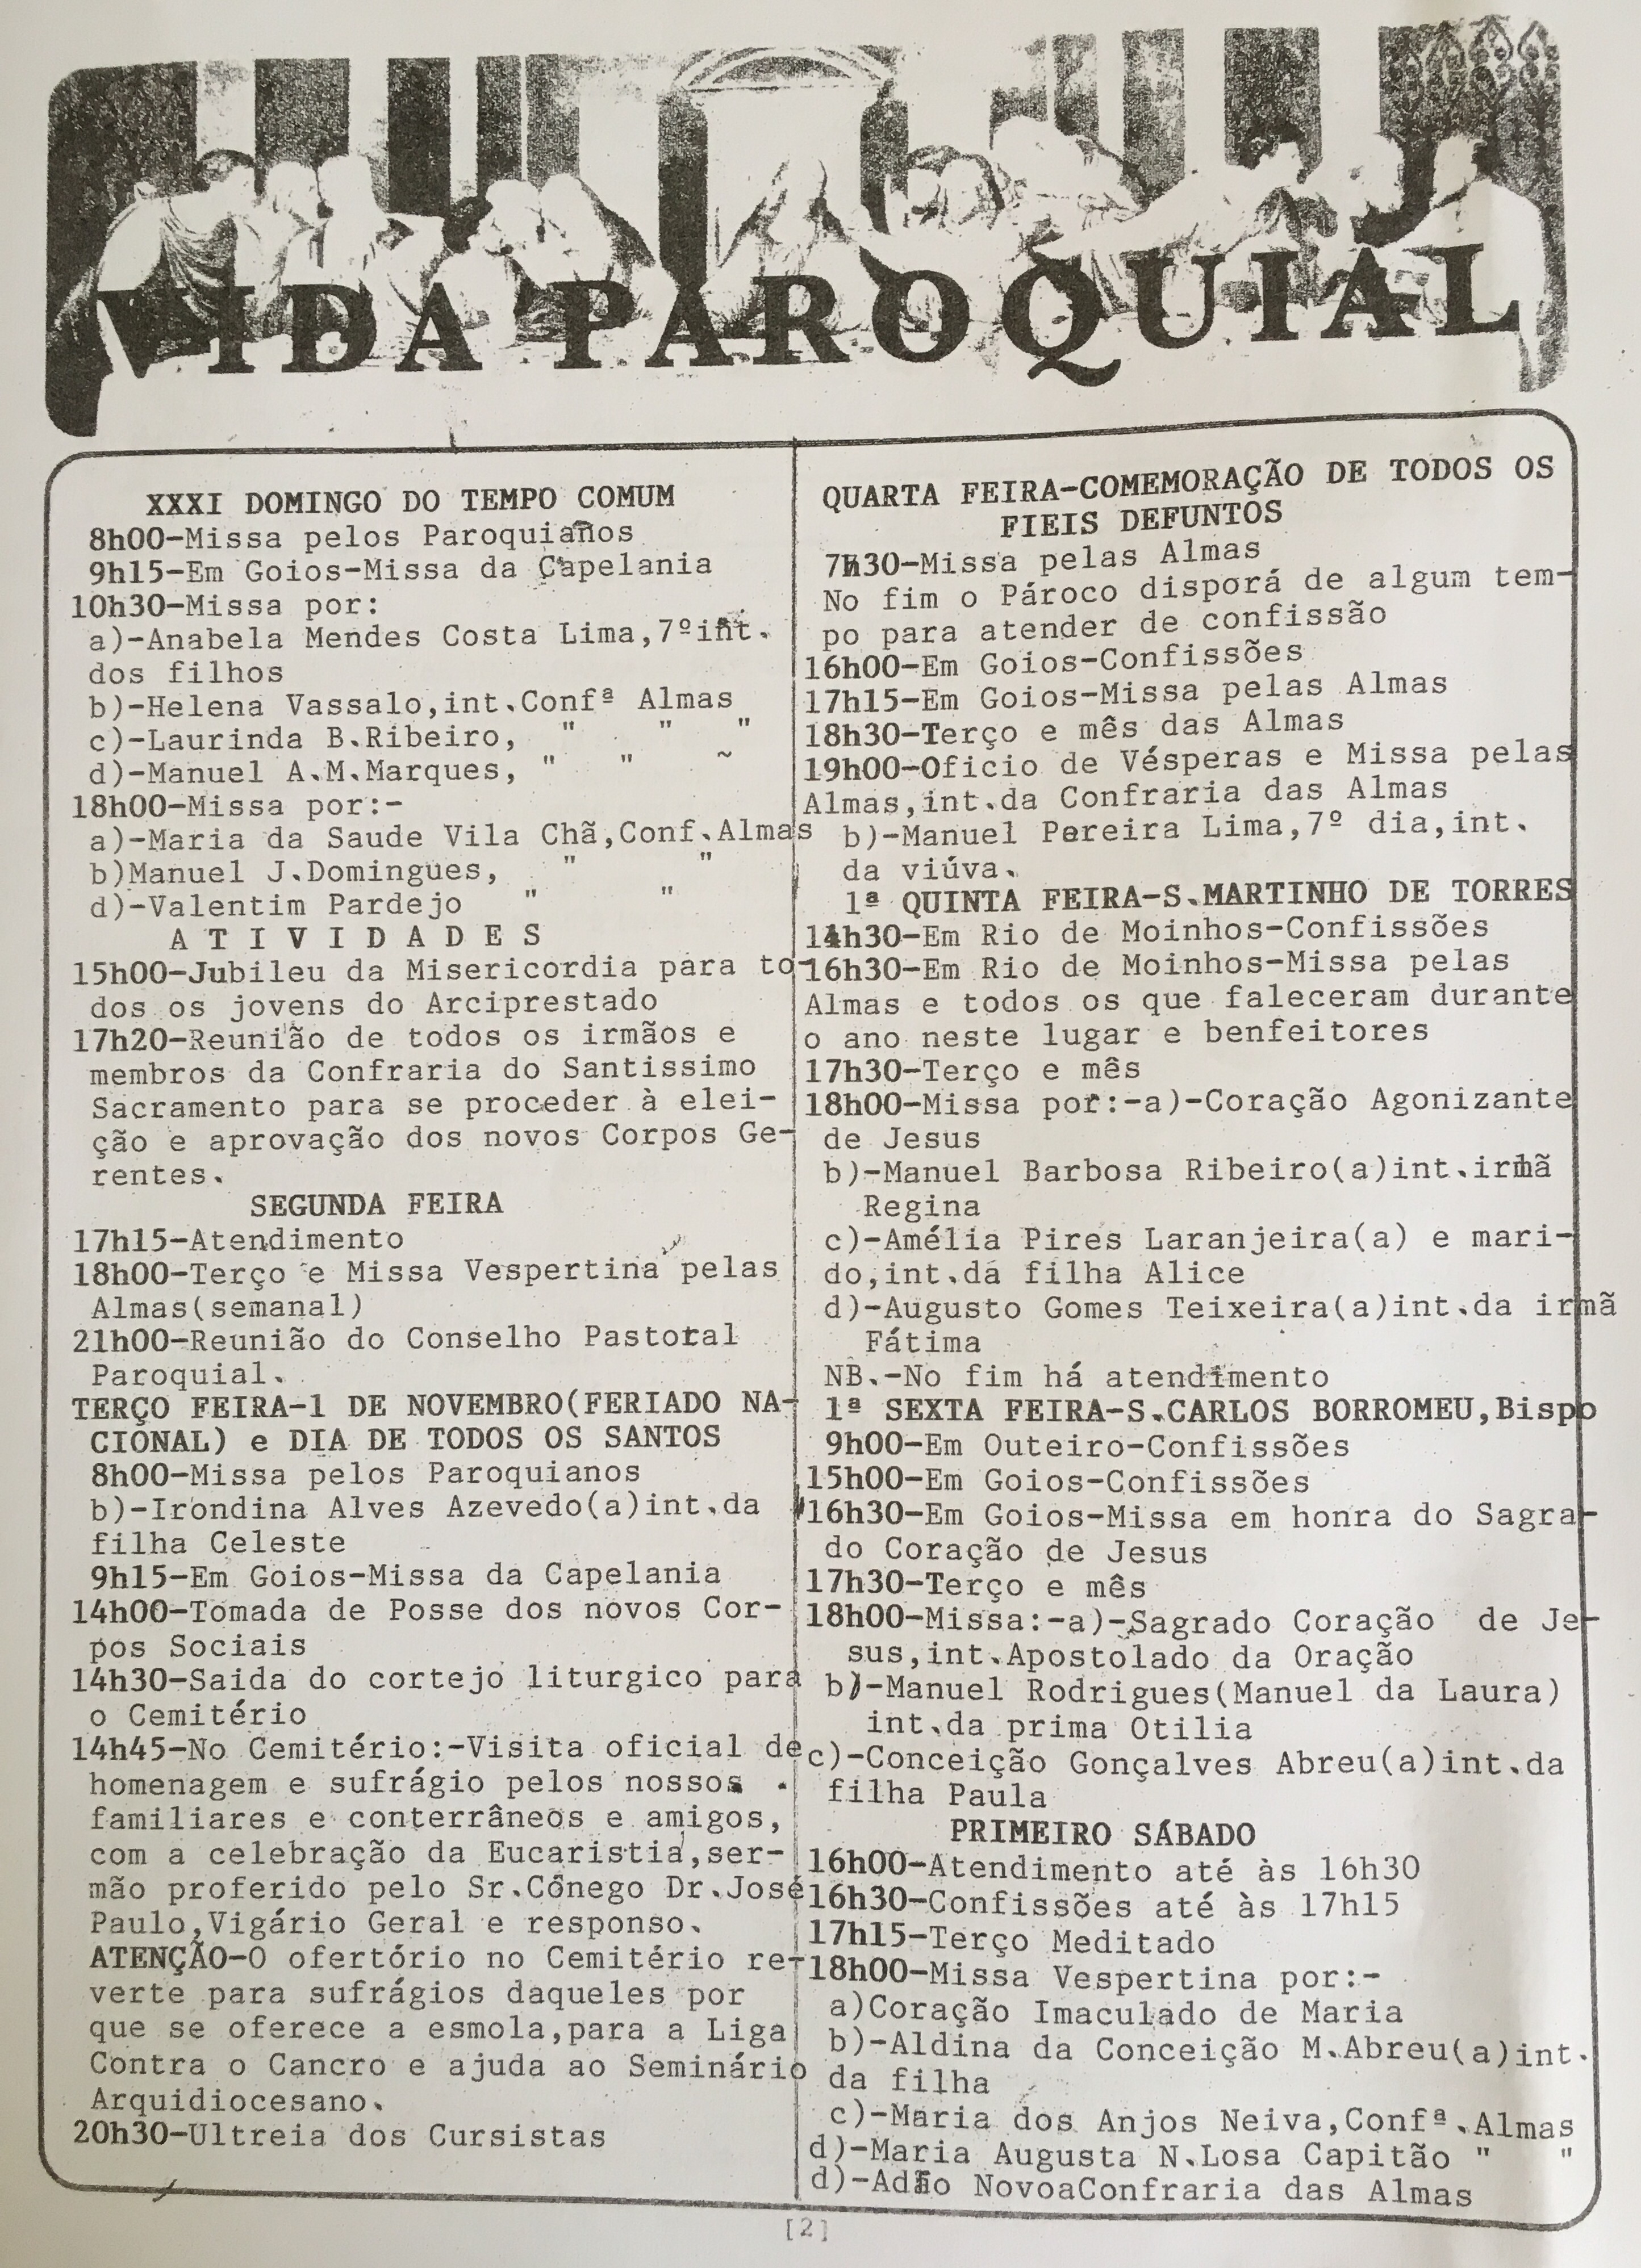 VIDA PAROQUIAL
XXXI DOMINGO DO TEMPO COMUM
8h00-Missa pelos Paroquianos
9h15-Em Goios-Missa da Capelania
10h30-Missa por:
a)-Anabela Mendes Costa Lima,7ºint.
dos filhos
b)-Helena Vassalo,int.Confª Almas
c)-Laurinda B.Ribeiro, " " "
d)-Manuel A.M.Marques, " " ~
18h00-Missa por:-
a)-Maria da Saude Vila Chã,Conf.Almas
b)Manuel J.Domingues, " "
d)-Valentim Pardejo " "
A T I V I D A D E S
15h00-Jubileu da Misericordia para to-
dos os jovens do Arciprestado
17h20-Reunião de todos os irmãos e
membros da Confraria do Santissimo
Sacramento para se proceder à elei-
ção e aprovação dos novos Corpos Ge-
rentes.
SEGUNDA FEIRA
17h15-Atendimento
18h00-Terço e Missa Vespertina pelas
Almas(semanal)
21h00-Reunião do Conselho Pastoral
Paroquial.
TERÇO FEIRA-1 DE NOVEMBRO(FERIADO NA-
CIONAL) e DIA DE TODOS OS SANTOS
8h00-Missa pelos Paroquianos
b)-Irondina Alves Azevedo(a)int.da
filha Celeste
9h15-Em Goios-Missa da Capelania
14h00-Tomada de Posse dos novos Cor-
pos Sociais
14h30-Saida do cortejo liturgico para
o Cemitério
14h45-No Cemitério:-Visita oficial de
homenagem e sufrágio pelos nossos
familiares e conterrâneos e amigos,
com a celebração da Eucaristia,ser-
mão proferido pelo Sr.Cónego Dr.José
Paulo,Vigário Geral e responso.
ATENÇÃO-O ofertório no Cemitério re-
verte para sufrágios daqueles por
que se oferece a esmola,para a Liga
Contra o Cancro e ajuda ao Seminário
Arquidiocesano.
20h30-Ultreia dos Cursistas
QUARTA FEIRA-COMEMORAÇÃO DE TODOS OS
FIEIS DEFUNTOS
7h30-Missa pelas Almas
No fim o Pároco disporá de algum tem-
po para atender de confissão
16h00-Em Goios-Confissões
17h15-Em Goios-Missa pelas Almas
18h30-Terço e mês das Almas
19h00-Oficio de Vésperas e Missa pelas
Almas,int.da Confraria das Almas
b)-Manuel Pereira Lima,7º dia,int.
da viúva.
1ª QUINTA FEIRA-S.MARTINHO DE TORRES
14h30-Em Rio de Moinhos-Confissões
16h30-Em Rio de Moinhos-Missa pelas
Almas e todos os que faleceram durante
o ano neste lugar e benfeitores
17h30-Terço e mês
18h00-Missa por:-a)-Coração Agonizante
de Jesus
b)-Manuel Barbosa Ribeiro(a)int.irmã
Regina
c)-Amélia Pires Laranjeira(a) e mari-
do,int.da filha Alice
d)-Augusto Gomes Teixeira(a)int.da irmã
Fátima
NB.-No fim há atendimento
1ª SEXTA FEIRA-S.CARLOS BORROMEU,Bispo
9h00-Em Outeiro-Confissões
15h00-Em Goios-Confissões
16h30-Em Goios-Missa em honra do Sagra-
do Coração de Jesus
17h30-Terço e mês
18h00-Missa:-a)-Sagrado Coração de Je-
sus,int.Apostolado da Oração
b)-Manuel Rodrigues(Manuel da Laura)
int.da prima Otilia
c)-Conceição Gonçalves Abreu(a)int.da
filha Paula
PRIMEIRO SÁBADO
16h00-Atendimento até às 16h30
16h30-Confissões até às 17h15
17h15-Terço Meditado
18h00-Missa Vespertina por:-
a)Coração Imaculado de Maria
b)-Aldina da Conceição M.Abreu(a)int.
da filha
c)-Maria dos Anjos Neiva,Confª.Almas
d)-Maria Augusta N.Losa Capitão " "
d)-Adão NovoaConfraria das Almas
[2]